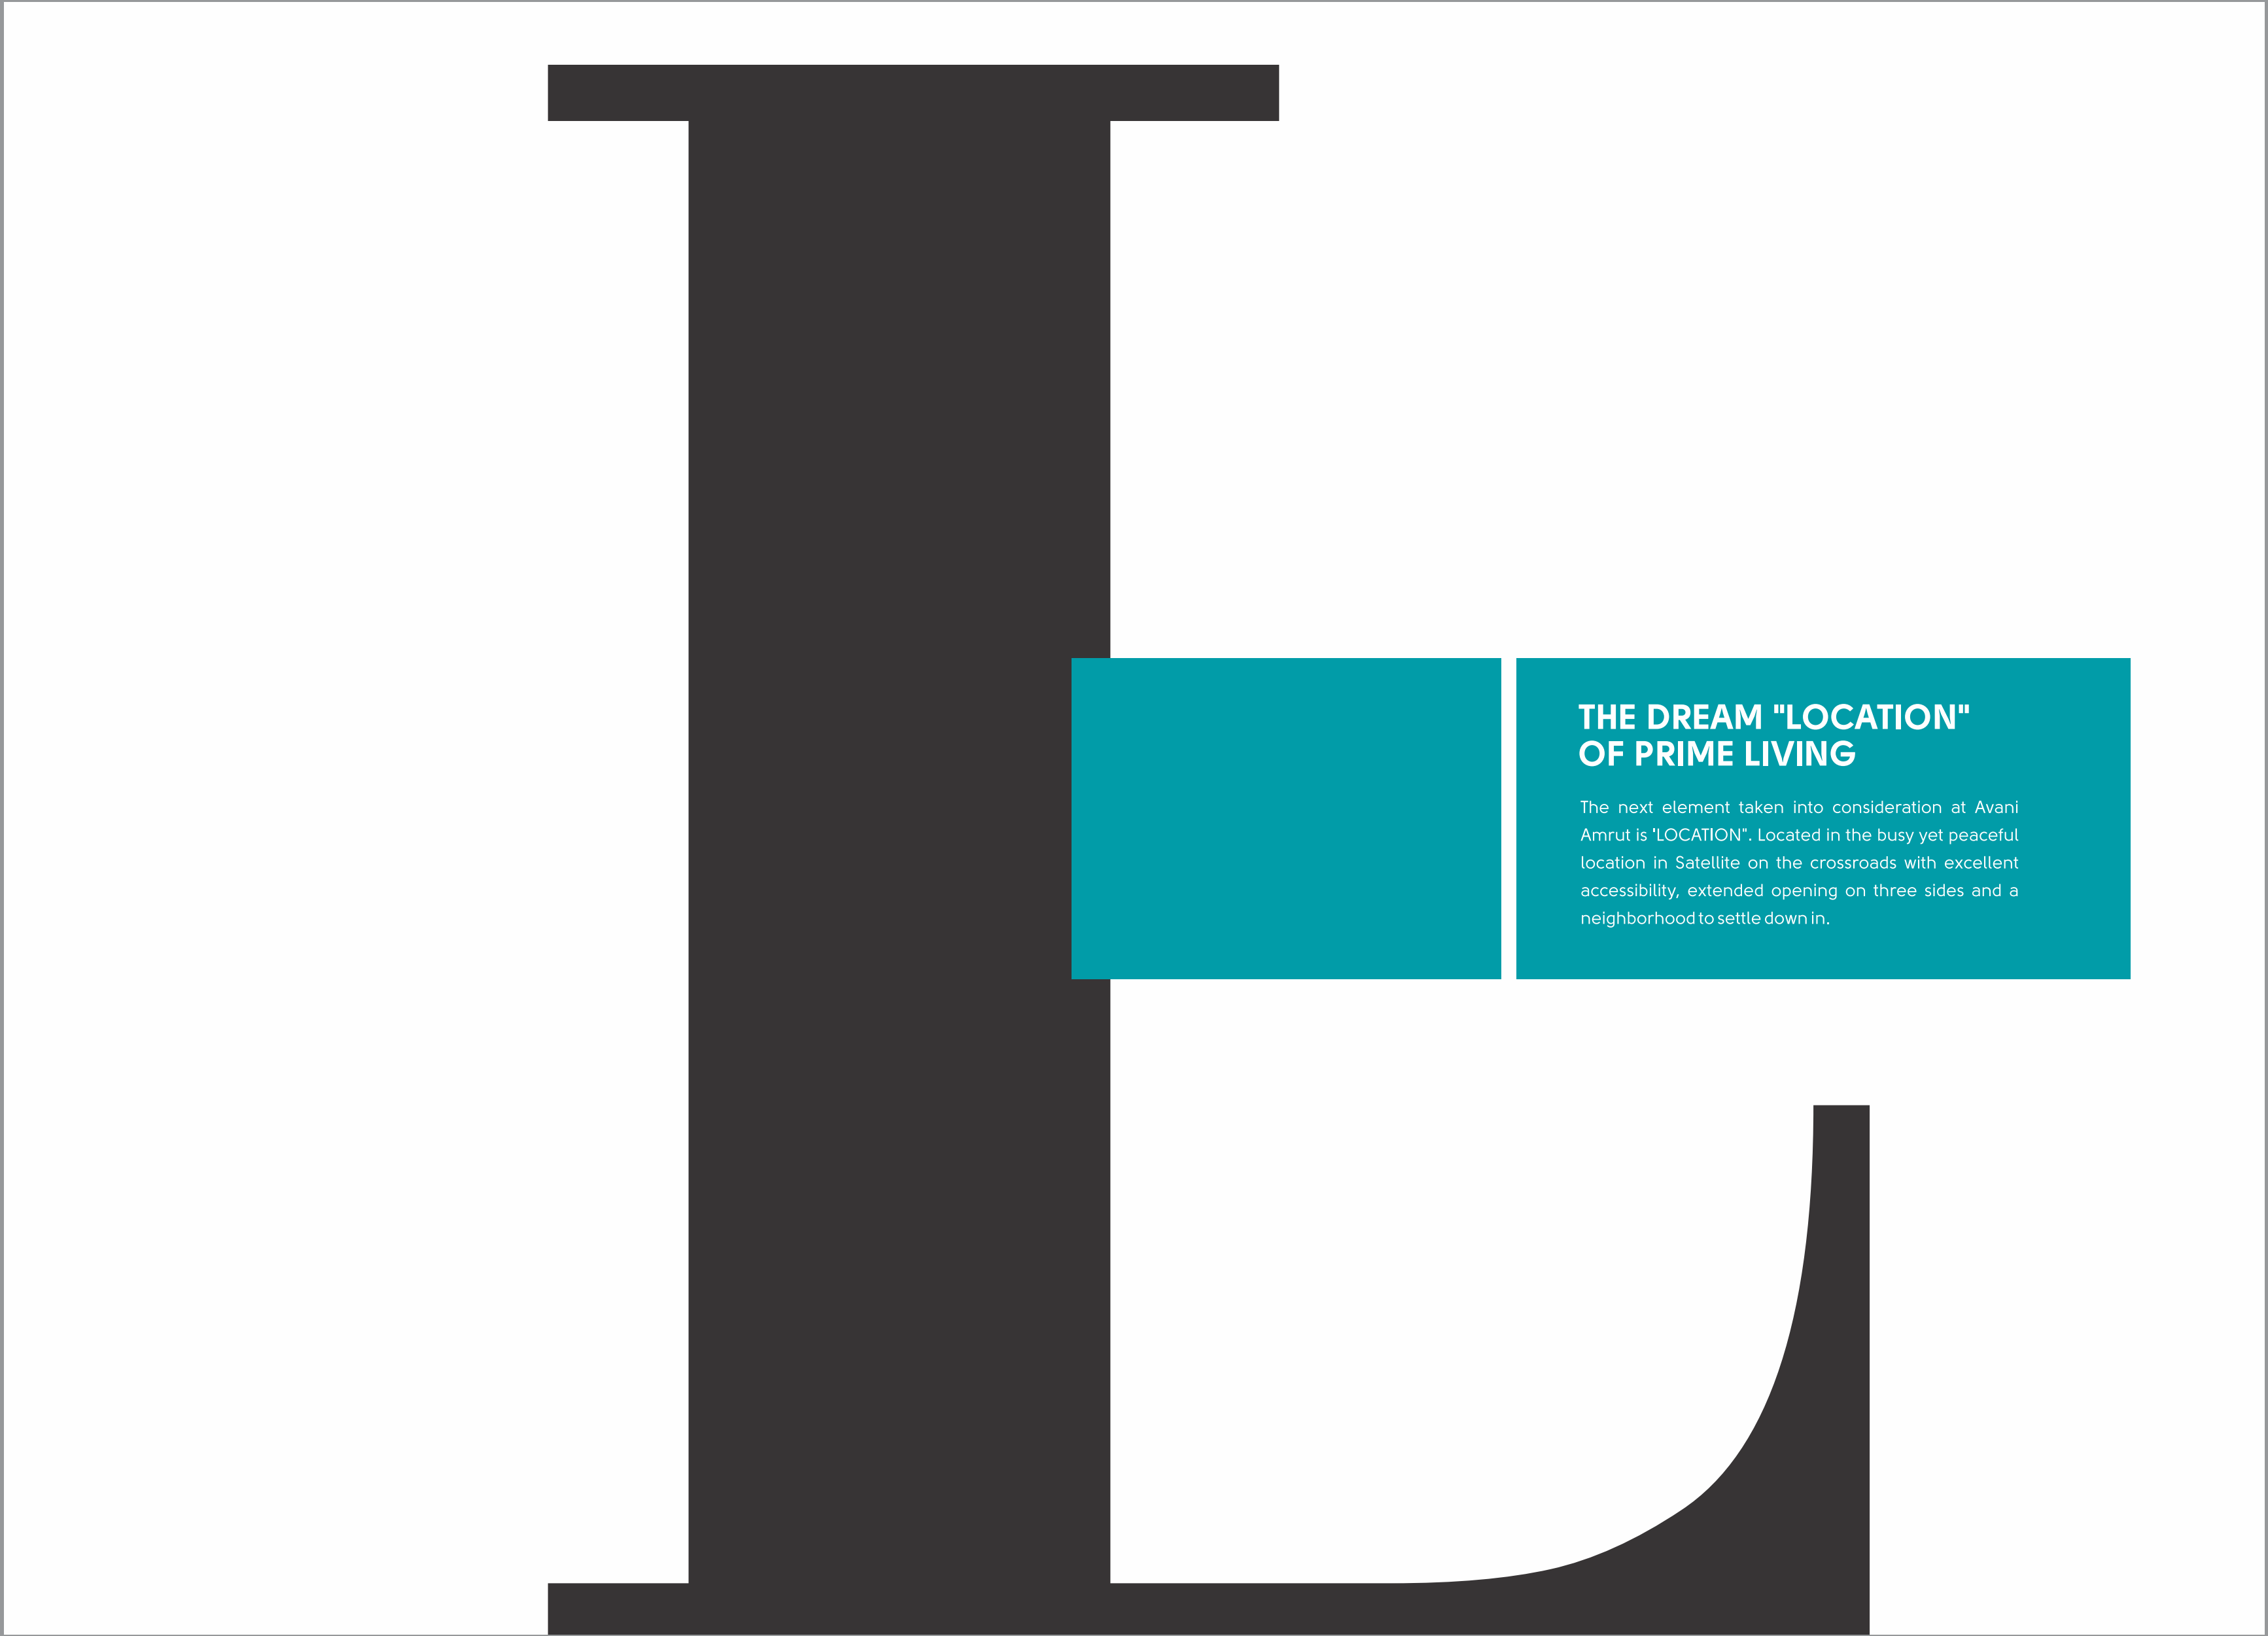 L
THE DREAM "LOCATION"
OF PRIME LIVING
The next element taken into consideration at Avani
Amrut is 'LOCATION". Located in the busy yet peaceful
location in Satellite on the crossroads with excellent
accessibility, extended opening on three sides and a
neighborhood to settle down in.